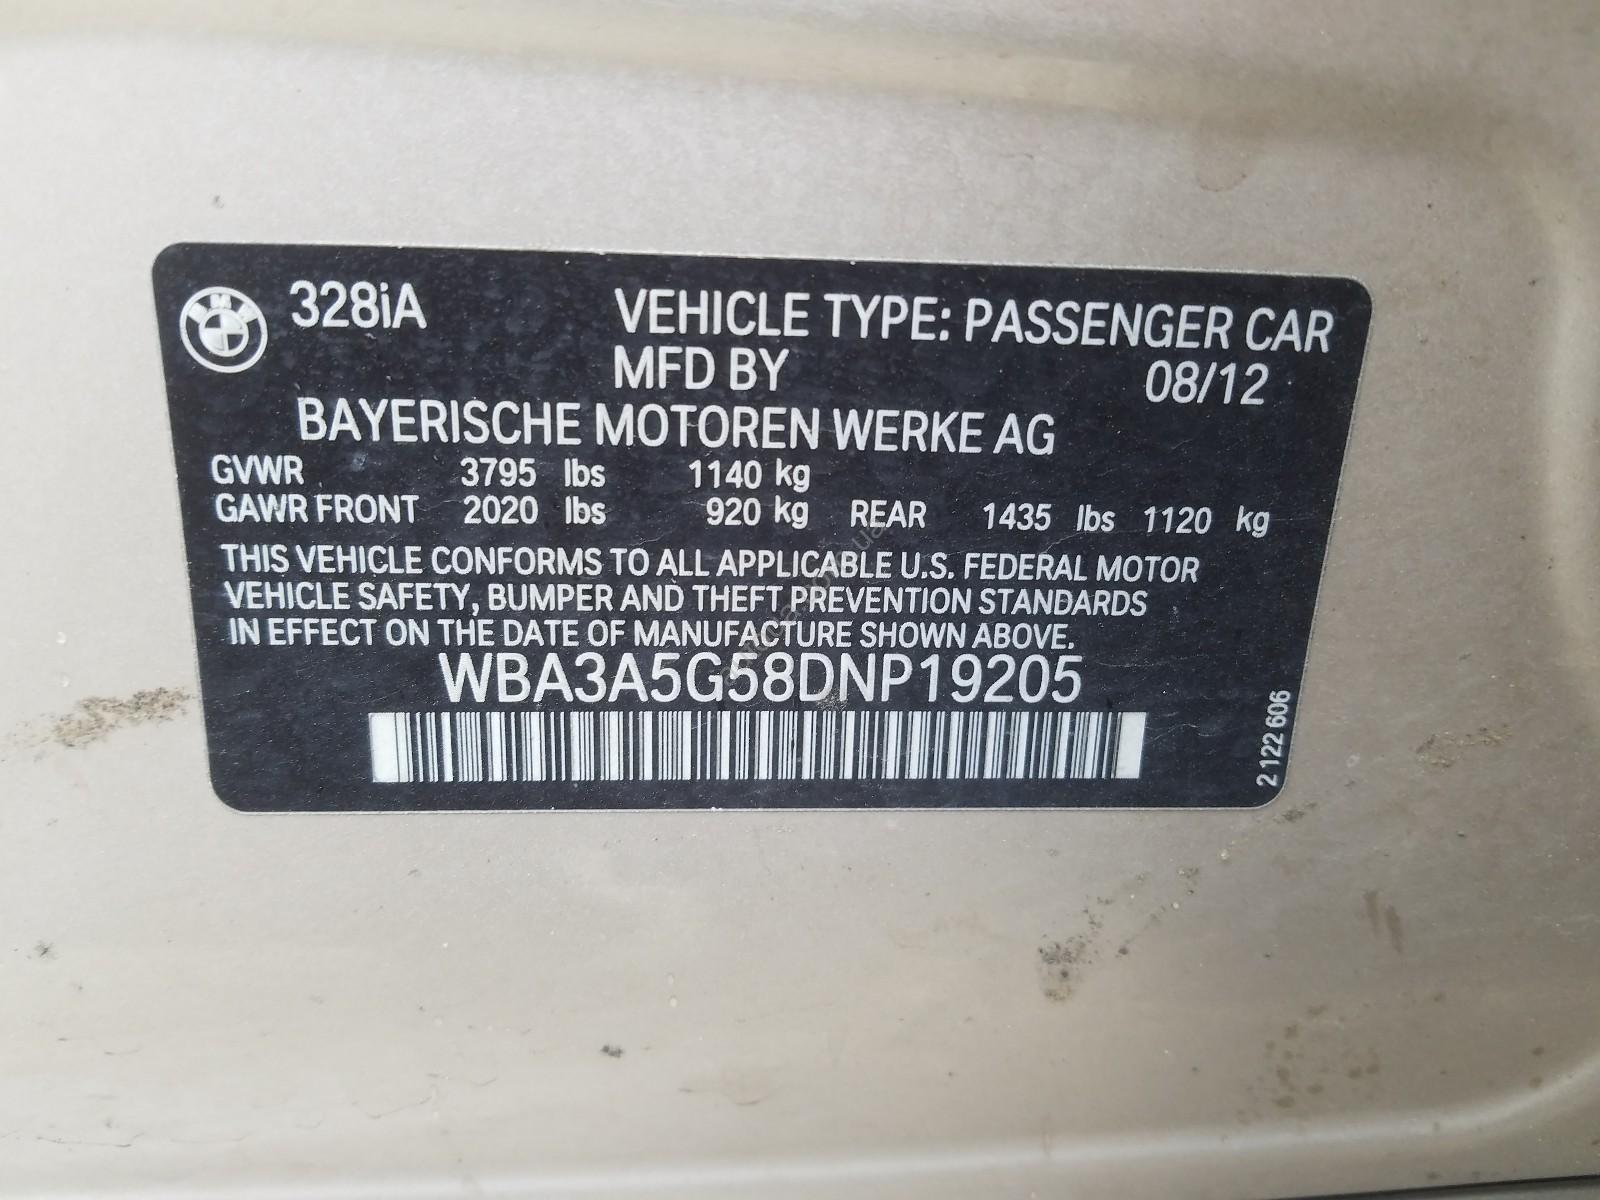 BMW 328iA VEHICLE TYPE: PASSENGER CAR
MFD BY 08/12
BAYERISCHE MOTOREN WERKE AG
GVWR 3795 lbs 1140 kg
GAWR FRONT 2020 lbs 920 kg REAR 1435 lbs 1120 kg
THIS VEHICLE CONFORMS TO ALL APPLICABLE U.S. FEDERAL MOTOR
VEHICLE SAFETY, BUMPER AND THEFT PREVENTION STANDARDS
IN EFFECT ON THE DATE OF MANUFACTURE SHOWN ABOVE.
WBA3A5G58DNP19205
2 122 606